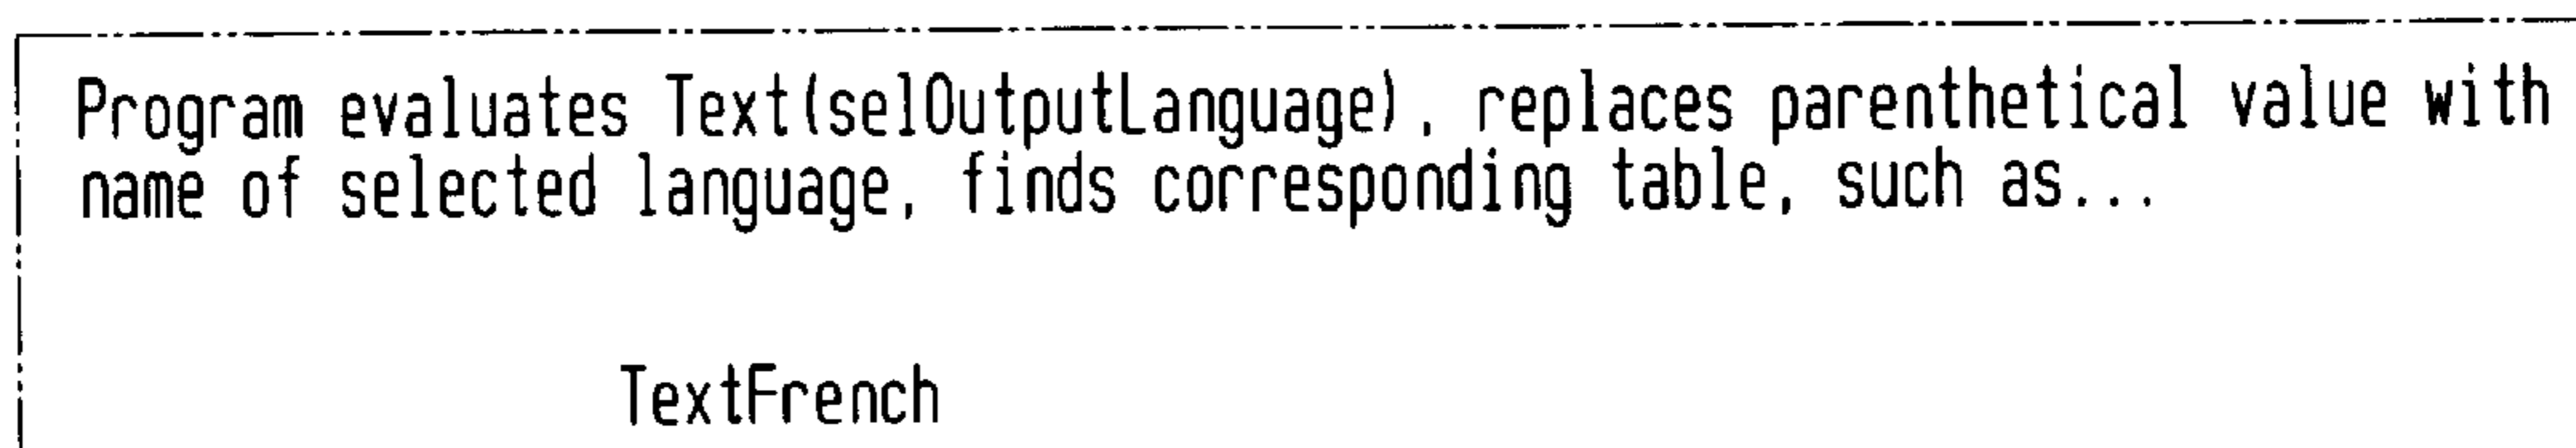 Program evaluates Text(selOutputLanguage), replaces parenthetical value with
name of selected language, finds corresponding table, such as...
TextFrench